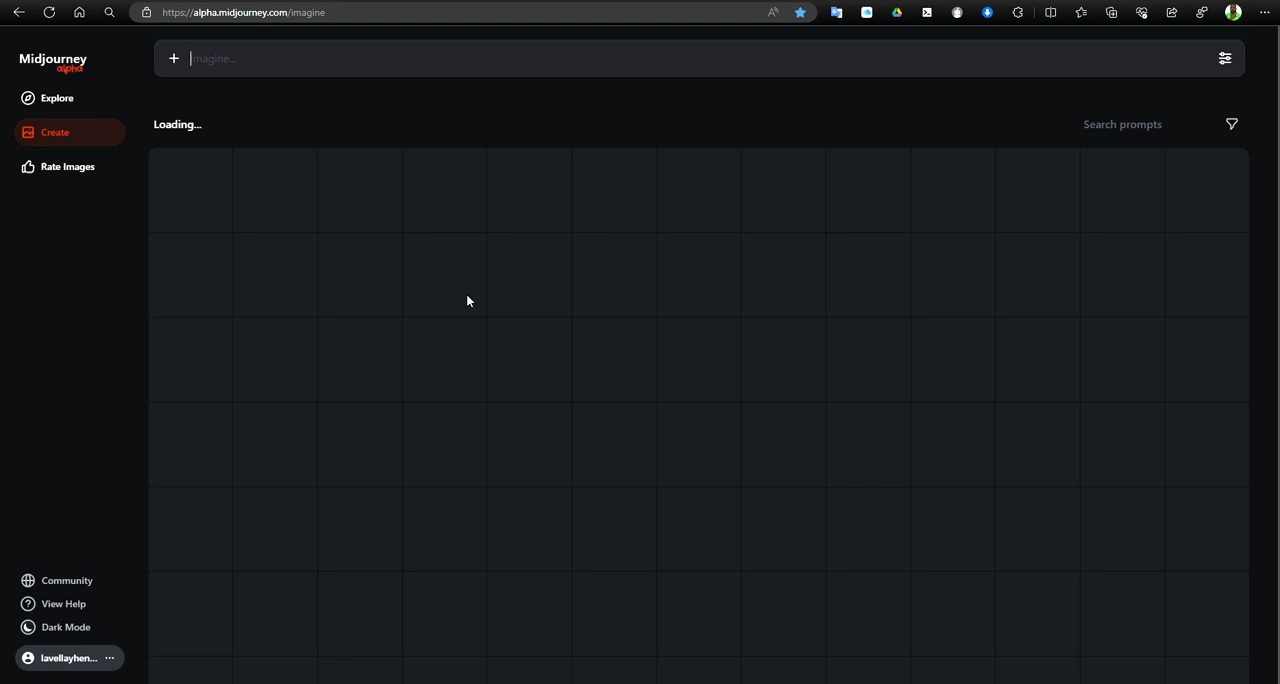 https://alpha.midjourney.com/imagine
Midjourney
alpha
Imagine...
Explore
Create
Rate Images
Loading...
Search prompts
Community
View Help
Dark Mode
lavellayhen...